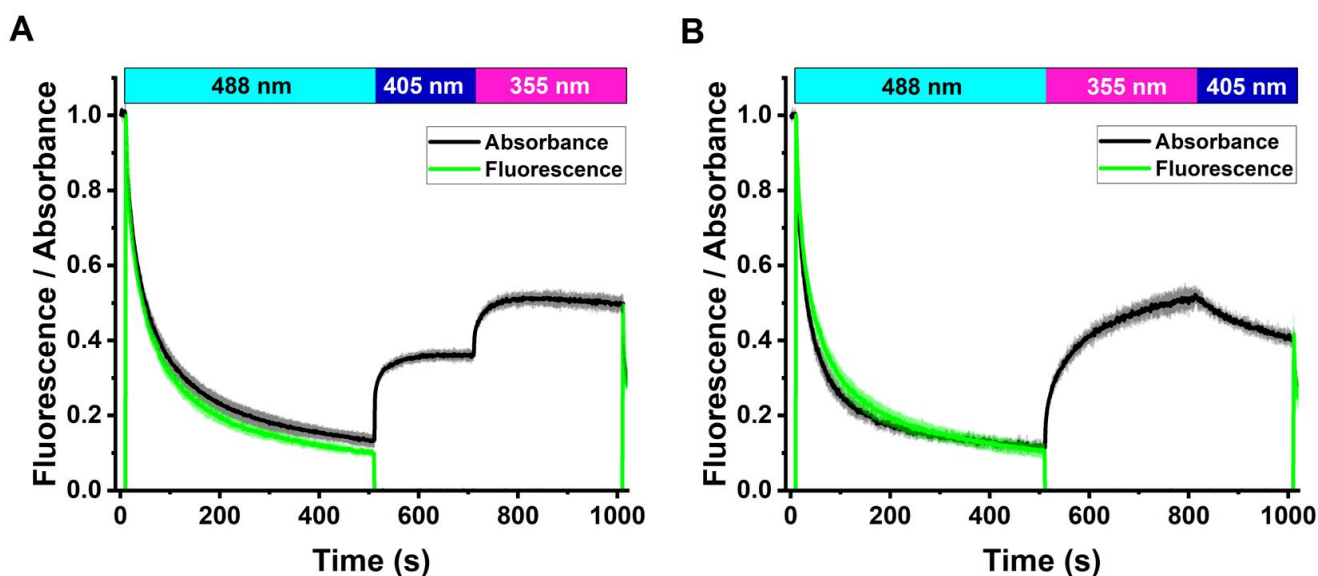 A
488 nm 405 nm 355 nm
Absorbance
Fluorescence
Fluorescence / Absorbance
1.0
0.8
0.6
0.4
0.2
0.0
0 200 400 600 800 1000
Time (s)
B
488 nm 355 nm 405 nm
Absorbance
Fluorescence
Fluorescence / Absorbance
1.0
0.8
0.6
0.4
0.2
0.0
0 200 400 600 800 1000
Time (s)